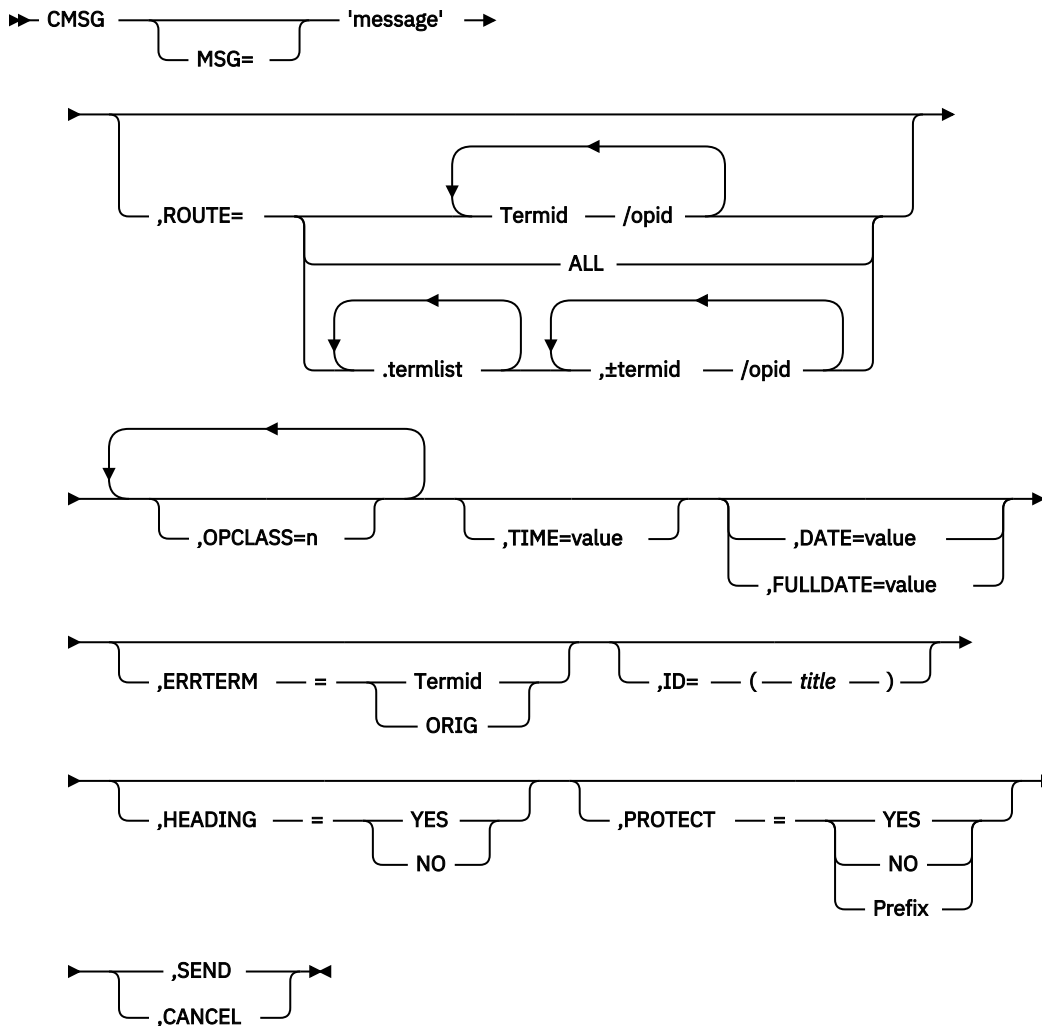 CMSG 'message'
MSG=
,ROUTE= Termid /opid
ALL
.termlist ,±termid /opid
,OPCLASS=n ,TIME=value ,DATE=value
,FULLDATE=value
,ERRTERM = Termid ,ID= ( title )
ORIG
,HEADING = YES ,PROTECT = YES
NO NO
Prefix
,SEND
,CANCEL